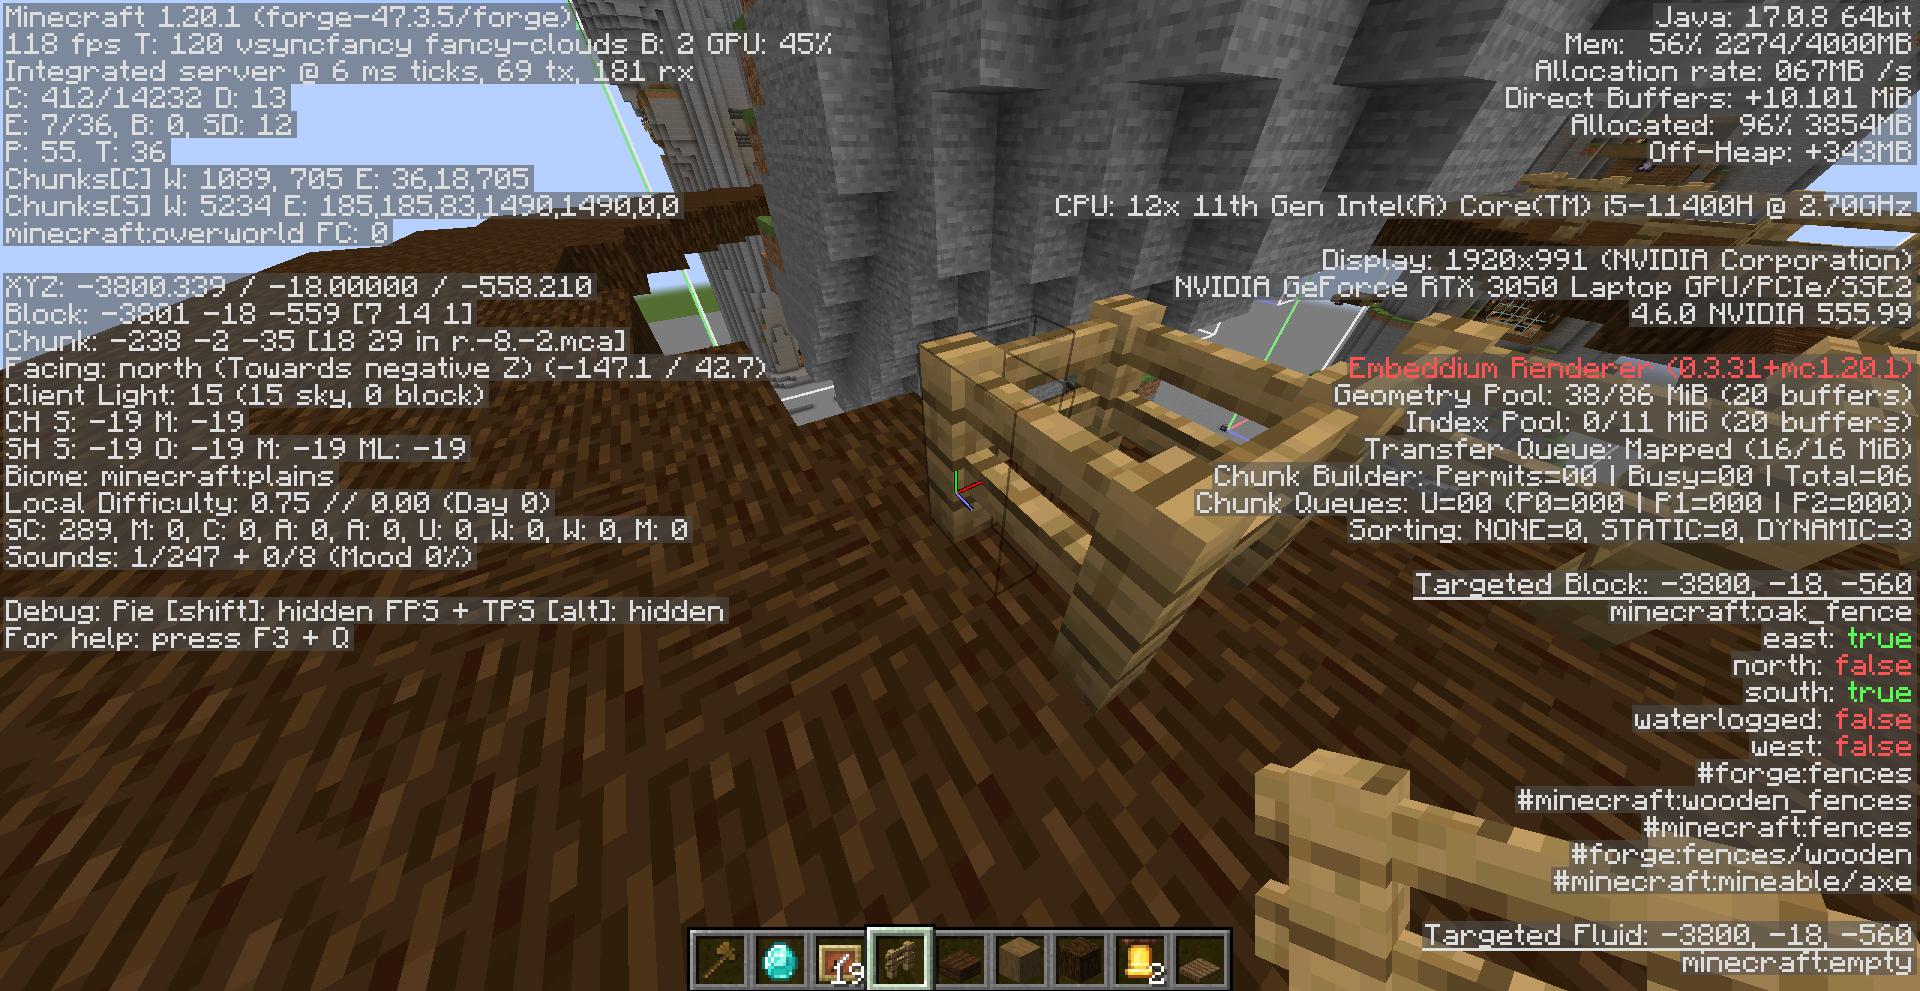 Minecraft 1.20.1 (forge-47.3.5/forge)
118 fps T: 120 vsyncfancy fancy-clouds B: 2 GPU: 45%
Integrated server @ 6 ms ticks, 69 tx, 181 rx
C: 412/14232 D: 13
E: 7/36, B: 0, SD: 12
P: 55. T: 36
Chunks[C] W: 1089, 705 E: 36,18,705
Chunks[S] W: 5234 E: 185,185,83,1490,1490,0,0
minecraft:overworld FC: 0
XYZ: -3800.339 / -18.00000 / -558.210
Block: -3801 -18 -559 [7 14 1]
Chunk: -238 -2 -35 [18 29 in r.-8.-2.mca]
Facing: north (Towards negative Z) (-147.1 / 42.7)
Client Light: 15 (15 sky, 0 block)
CH S: -19 M: -19
SH S: -19 O: -19 M: -19 ML: -19
Biome: minecraft:plains
Local Difficulty: 0.75 // 0.00 (Day 0)
SC: 289, M: 0, C: 0, A: 0, A: 0, U: 0, W: 0, W: 0, M: 0
Sounds: 1/247 + 0/8 (Mood 0%)
Debug: Pie [shift]: hidden FPS + TPS [alt]: hidden
For help: press F3 + Q
Java: 17.0.8 64bit
Mem: 56% 2274/4000MB
Allocation rate: 067MB /s
Direct Buffers: +10.101 MiB
Allocated: 96% 3854MB
Off-Heap: +343MB
CPU: 12x 11th Gen Intel(R) Core(TM) i5-11400H @ 2.70GHz
Display: 1920x991 (NVIDIA Corporation)
NVIDIA GeForce RTX 3050 Laptop GPU/PCIe/SSE2
4.6.0 NVIDIA 555.99
Embeddium Renderer (0.3.31+mc1.20.1)
Geometry Pool: 38/86 MiB (20 buffers)
Index Pool: 0/11 MiB (20 buffers)
Transfer Queue: Mapped (16/16 MiB)
Chunk Builder: Permits=00 | Busy=00 | Total=06
Chunk Queues: U=00 (P0=000 | P1=000 | P2=000)
Sorting: NONE=0, STATIC=0, DYNAMIC=3
Targeted Block: -3800, -18, -560
minecraft:oak_fence
east: true
north: false
south: true
waterlogged: false
west: false
#forge:fences
#minecraft:wooden_fences
#minecraft:fences
#forge:fences/wooden
#minecraft:mineable/axe
Targeted Fluid: -3800, -18, -560
minecraft:empty
19
2